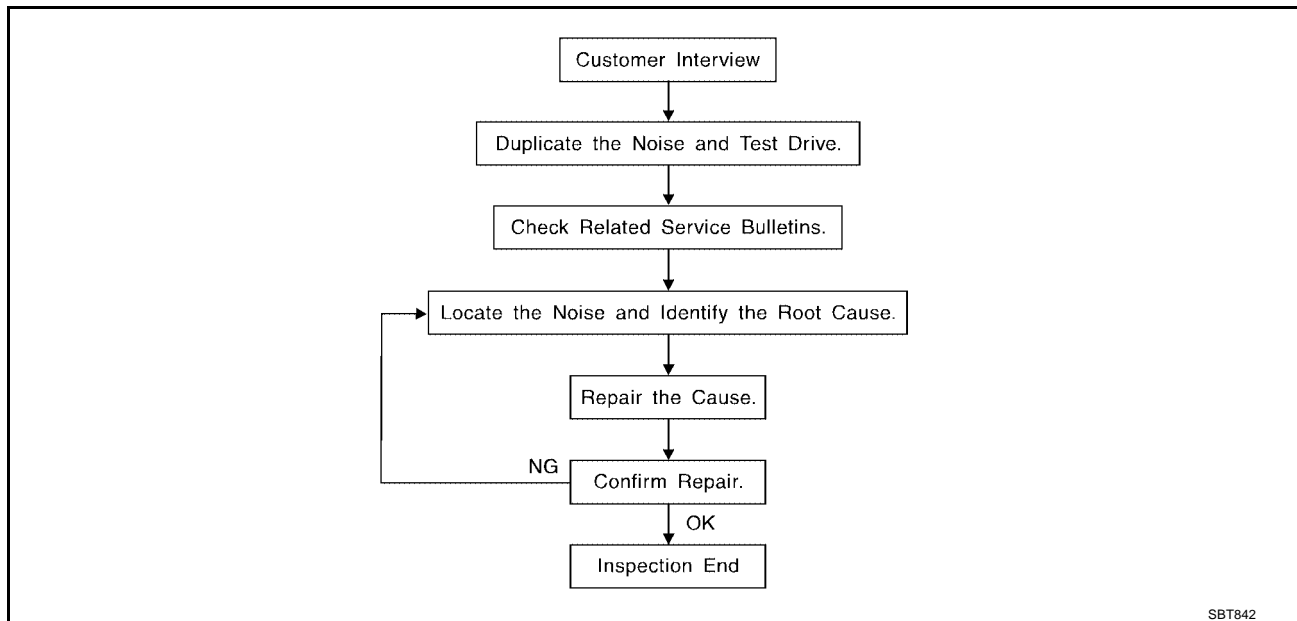 Customer Interview
Duplicate the Noise and Test Drive.
Check Related Service Bulletins.
Locate the Noise and Identify the Root Cause.
Repair the Cause.
NG
Confirm Repair.
OK
Inspection End
SBT842